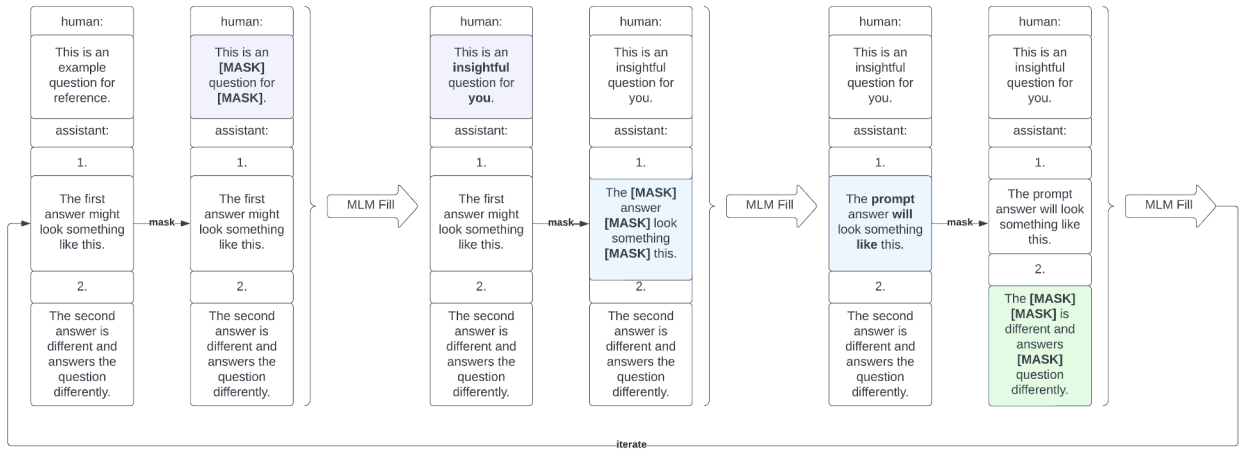 human:
This is an
example
question for
reference.
assistant:
1.
The first
answer might
look something
like this.
2.
The second
answer is
different and
answers the
question
differently.
mask
human:
This is an
[MASK]
question for
[MASK].
assistant:
1.
The first
answer might
look something
like this.
2.
The second
answer is
different and
answers the
question
differently.
MLM Fill
human:
This is an
insightful
question for
you.
assistant:
1.
The first
answer might
look something
like this.
2.
The second
answer is
different and
answers the
question
differently.
mask
human:
This is an
insightful
question for
you.
assistant:
1.
The [MASK]
answer
[MASK] look
something
[MASK] this.
2.
The second
answer is
different and
answers the
question
differently.
MLM Fill
human:
This is an
insightful
question for
you.
assistant:
1.
The prompt
answer will
look something
like this.
2.
The second
answer is
different and
answers the
question
differently.
mask
human:
This is an
insightful
question for
you.
assistant:
1.
The prompt
answer will look
something like
this.
2.
The [MASK]
[MASK] is
different and
answers
[MASK]
question
differently.
MLM Fill
iterate